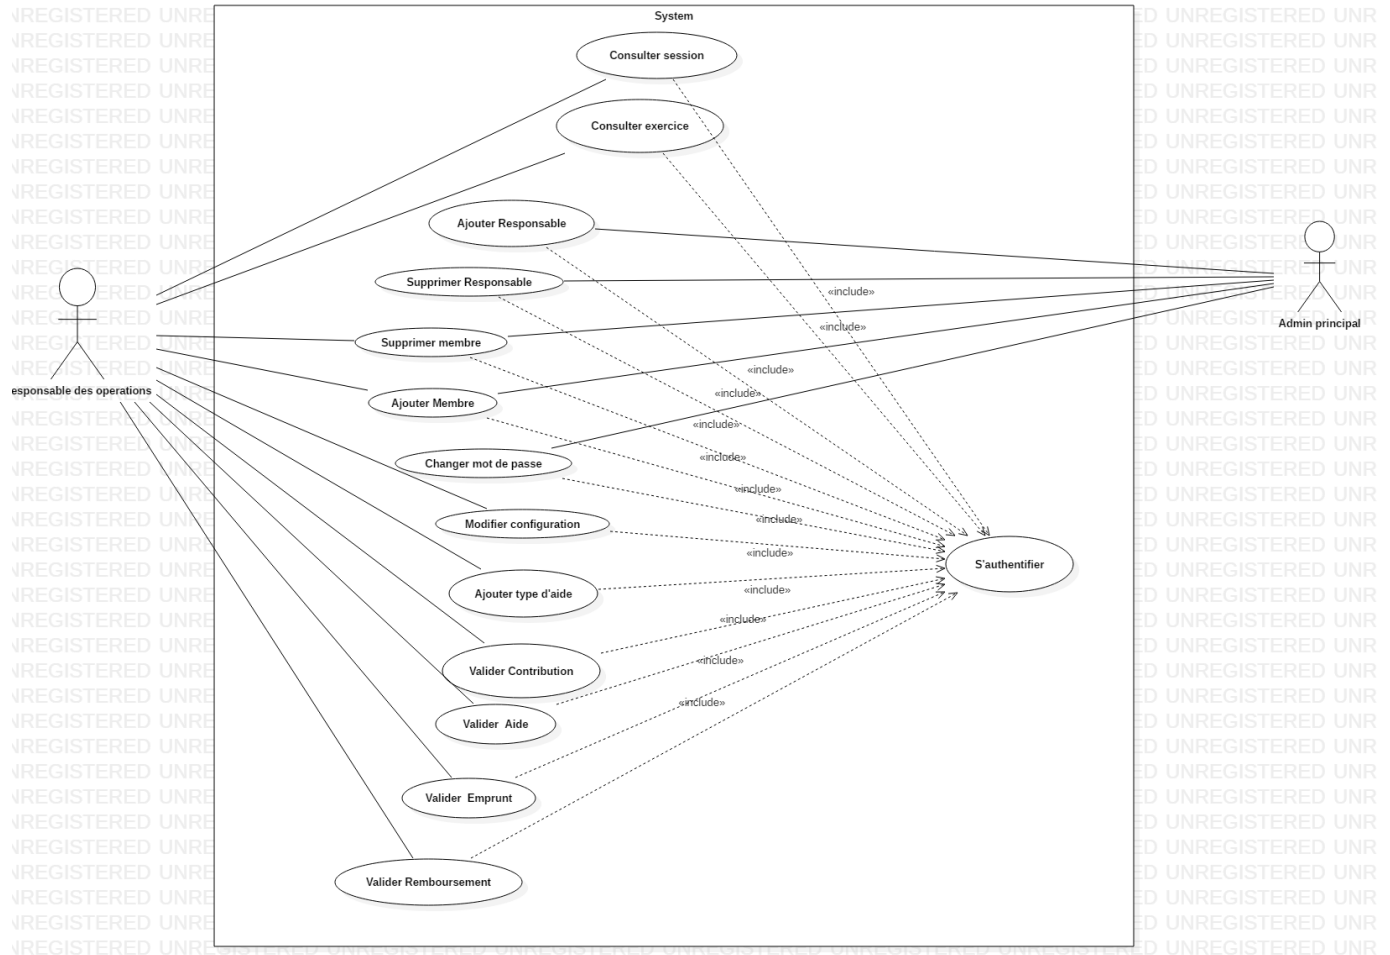 System
Consulter session
Consulter exercice
Ajouter Responsable
Supprimer Responsable
«include»
Admin principal
«include»
Supprimer membre
«include»
esponsable des operations
«include»
Ajouter Membre
«include»
Changer mot de passe
«include»
«include»
Modifier configuration
«include»
«include»
S'authentifier
Ajouter type d'aide
«include»
«include»
Valider Contribution
«include»
Valider Aide
«include»
Valider Emprunt
Valider Remboursement
UNREGISTERED